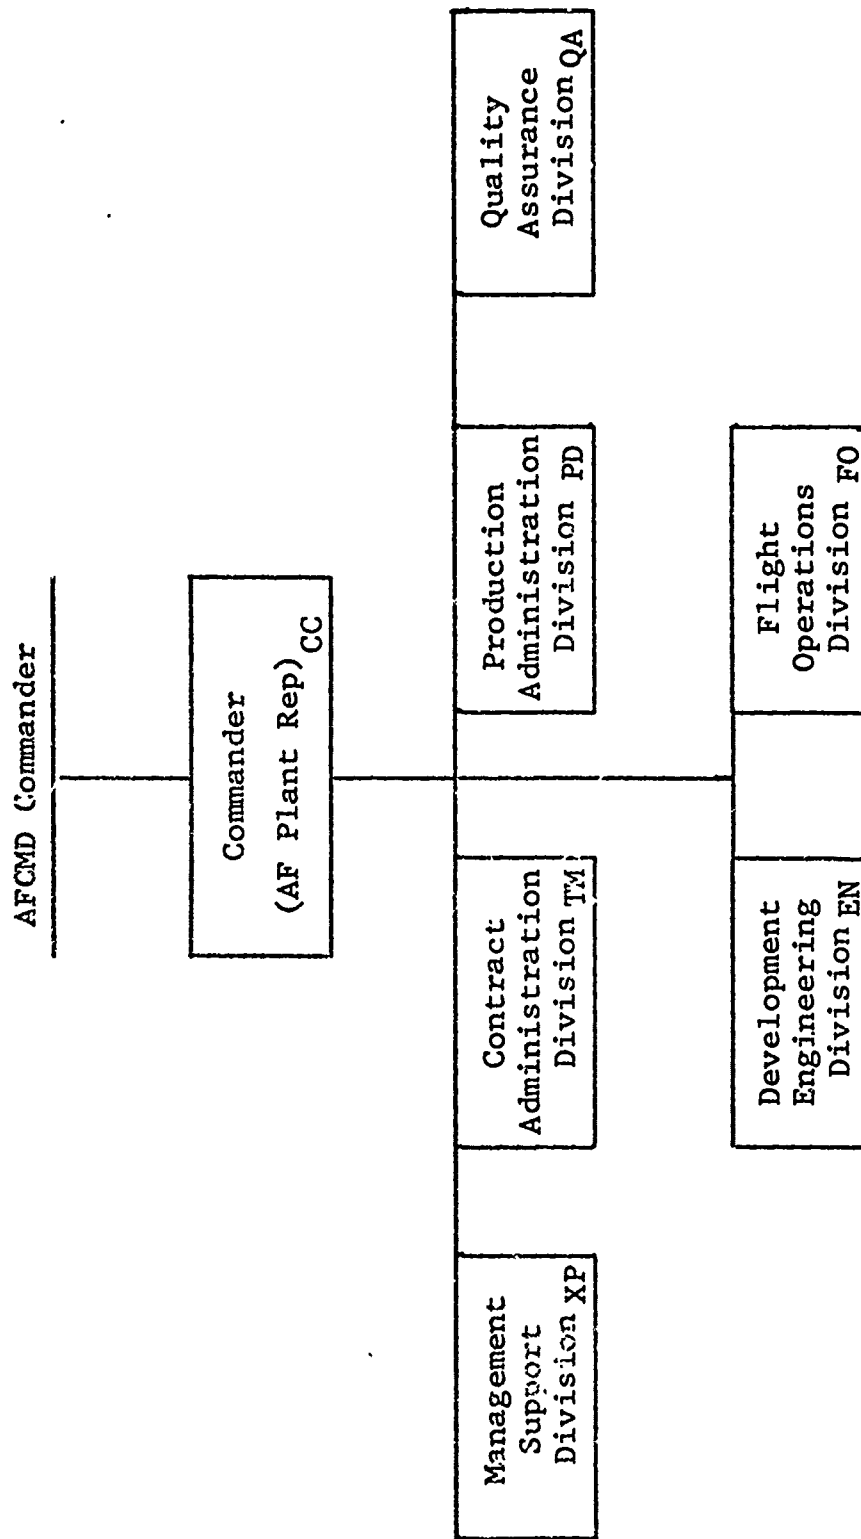 AFCMD Commander
Commander
(AF Plant Rep) CC
Management
Support
Division XP
Contract
Administration
Division TM
Production
Administration
Division PD
Quality
Assurance
Division QA
Development
Engineering
Division EN
Flight
Operations
Division FO